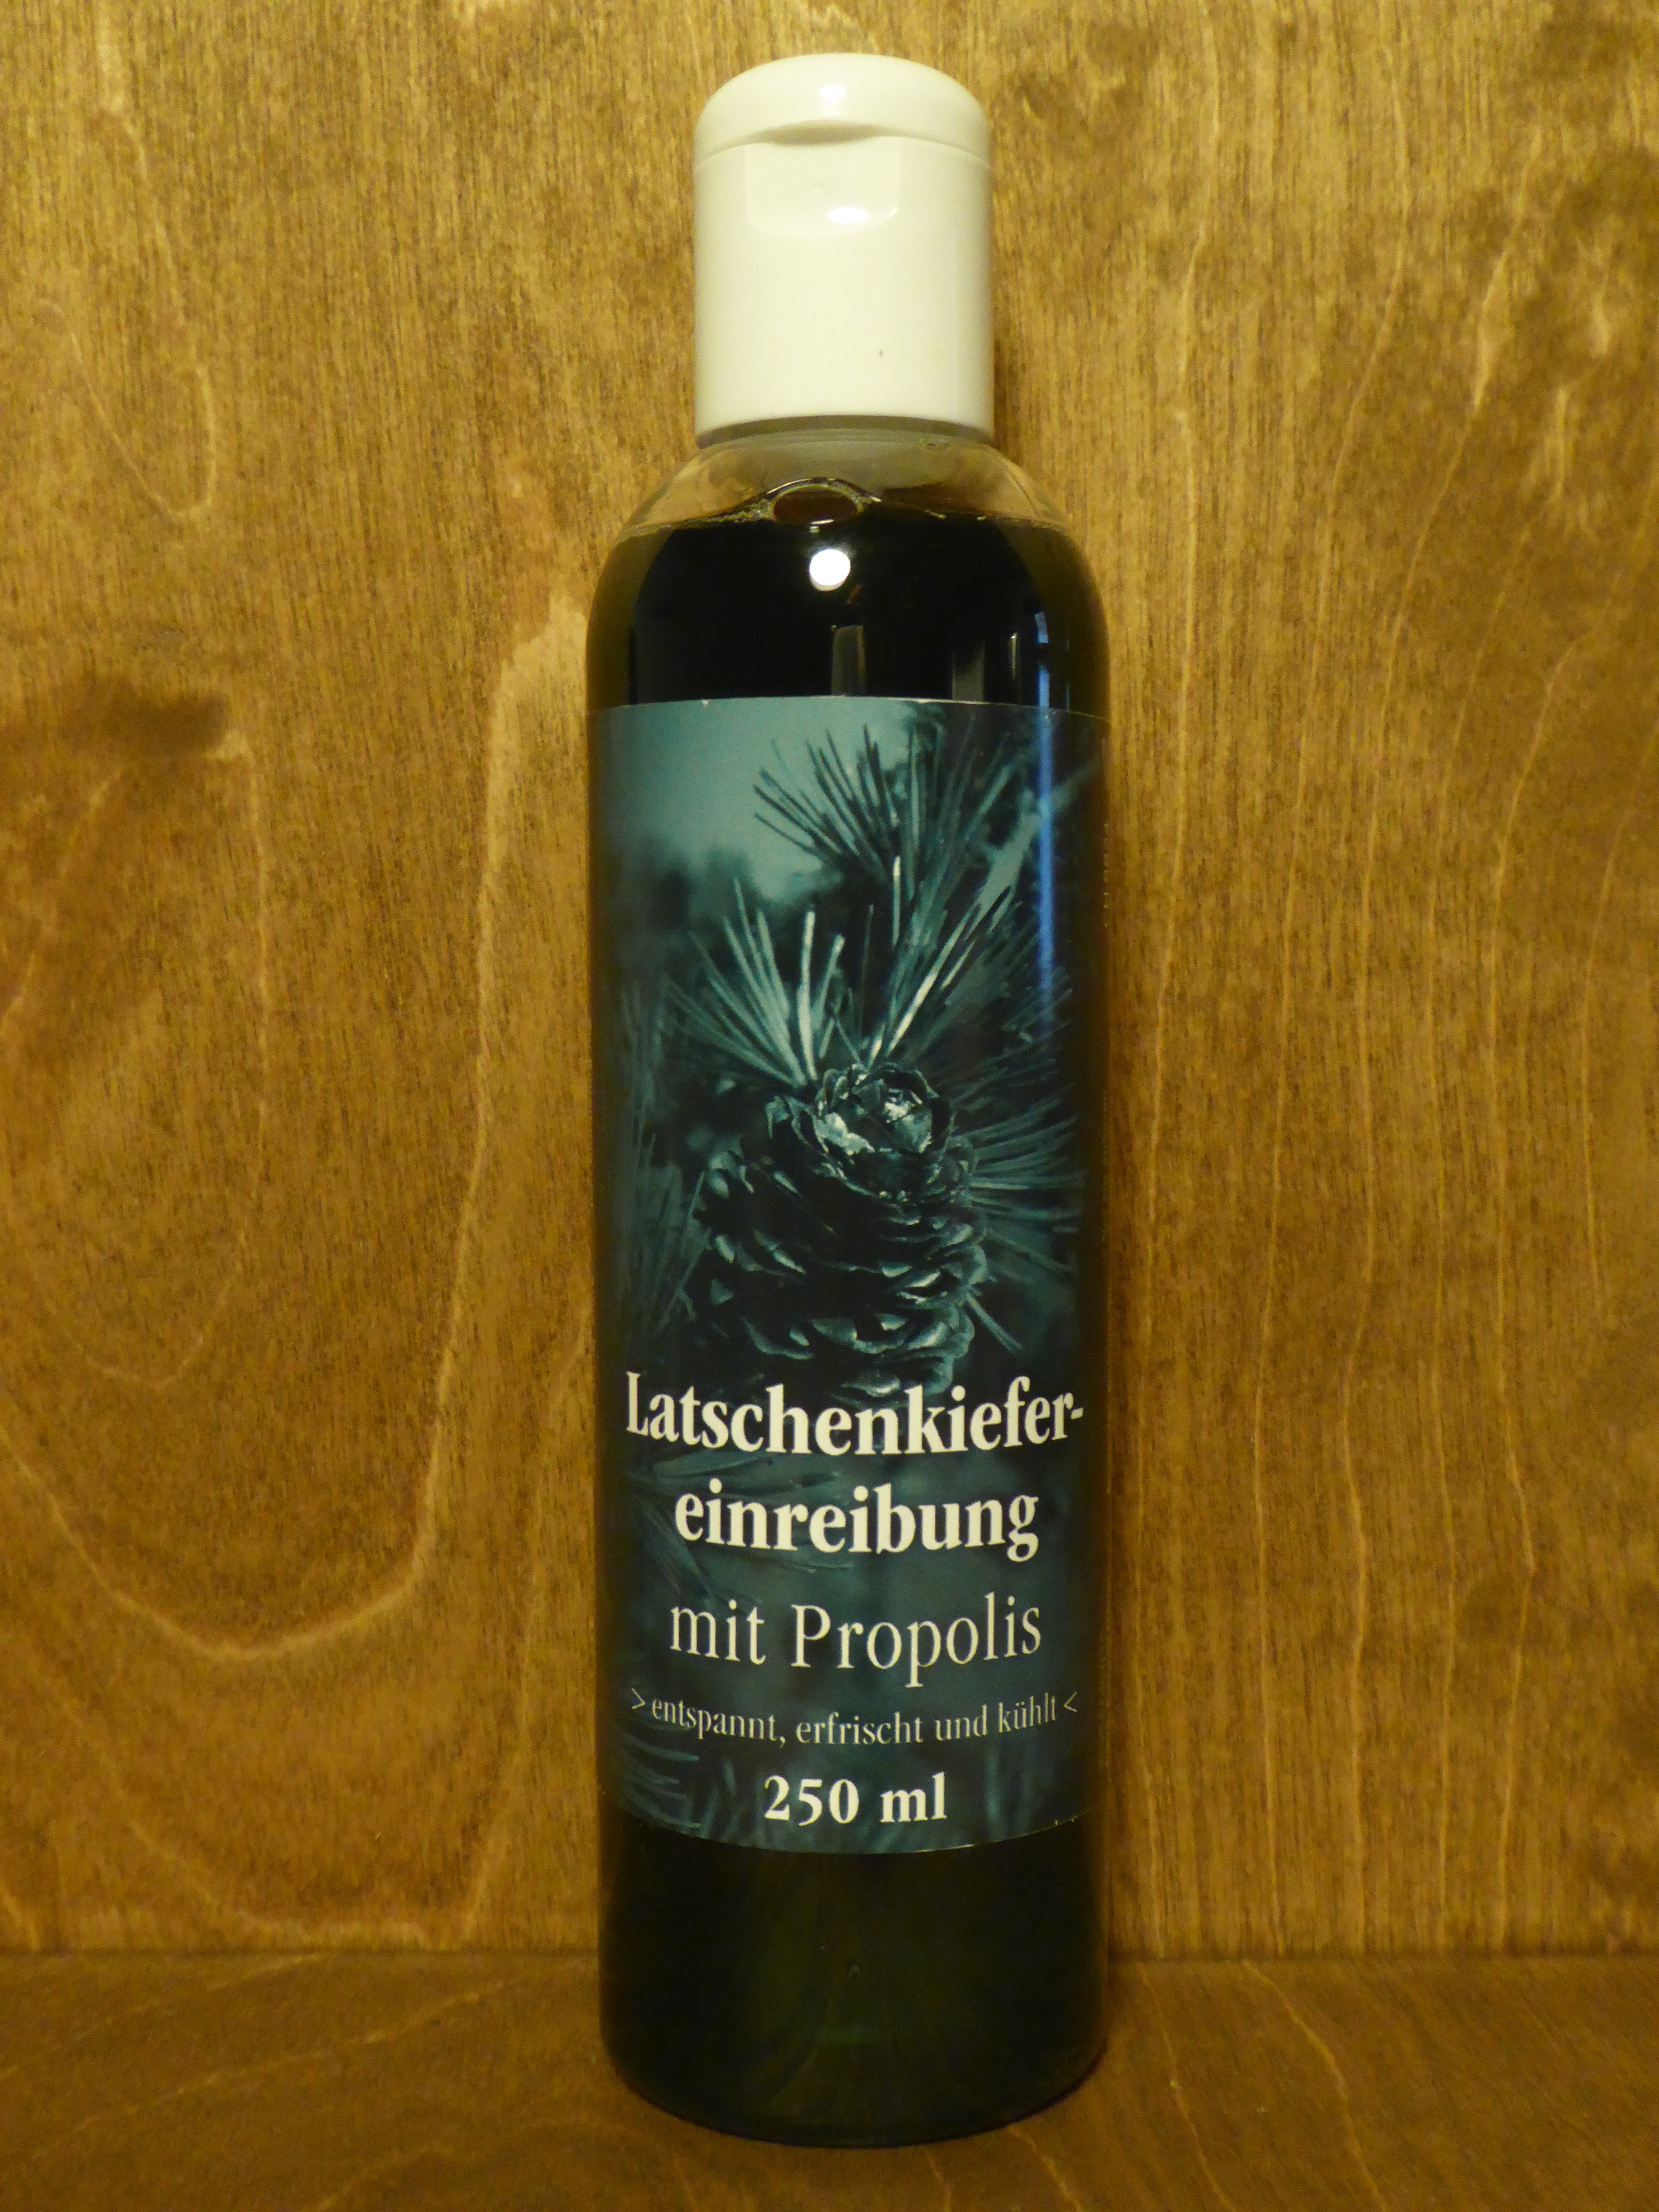 Latschenkiefer-
einreibung
mit Propolis
> entspannt, erfrischt und kühlt <
250 ml